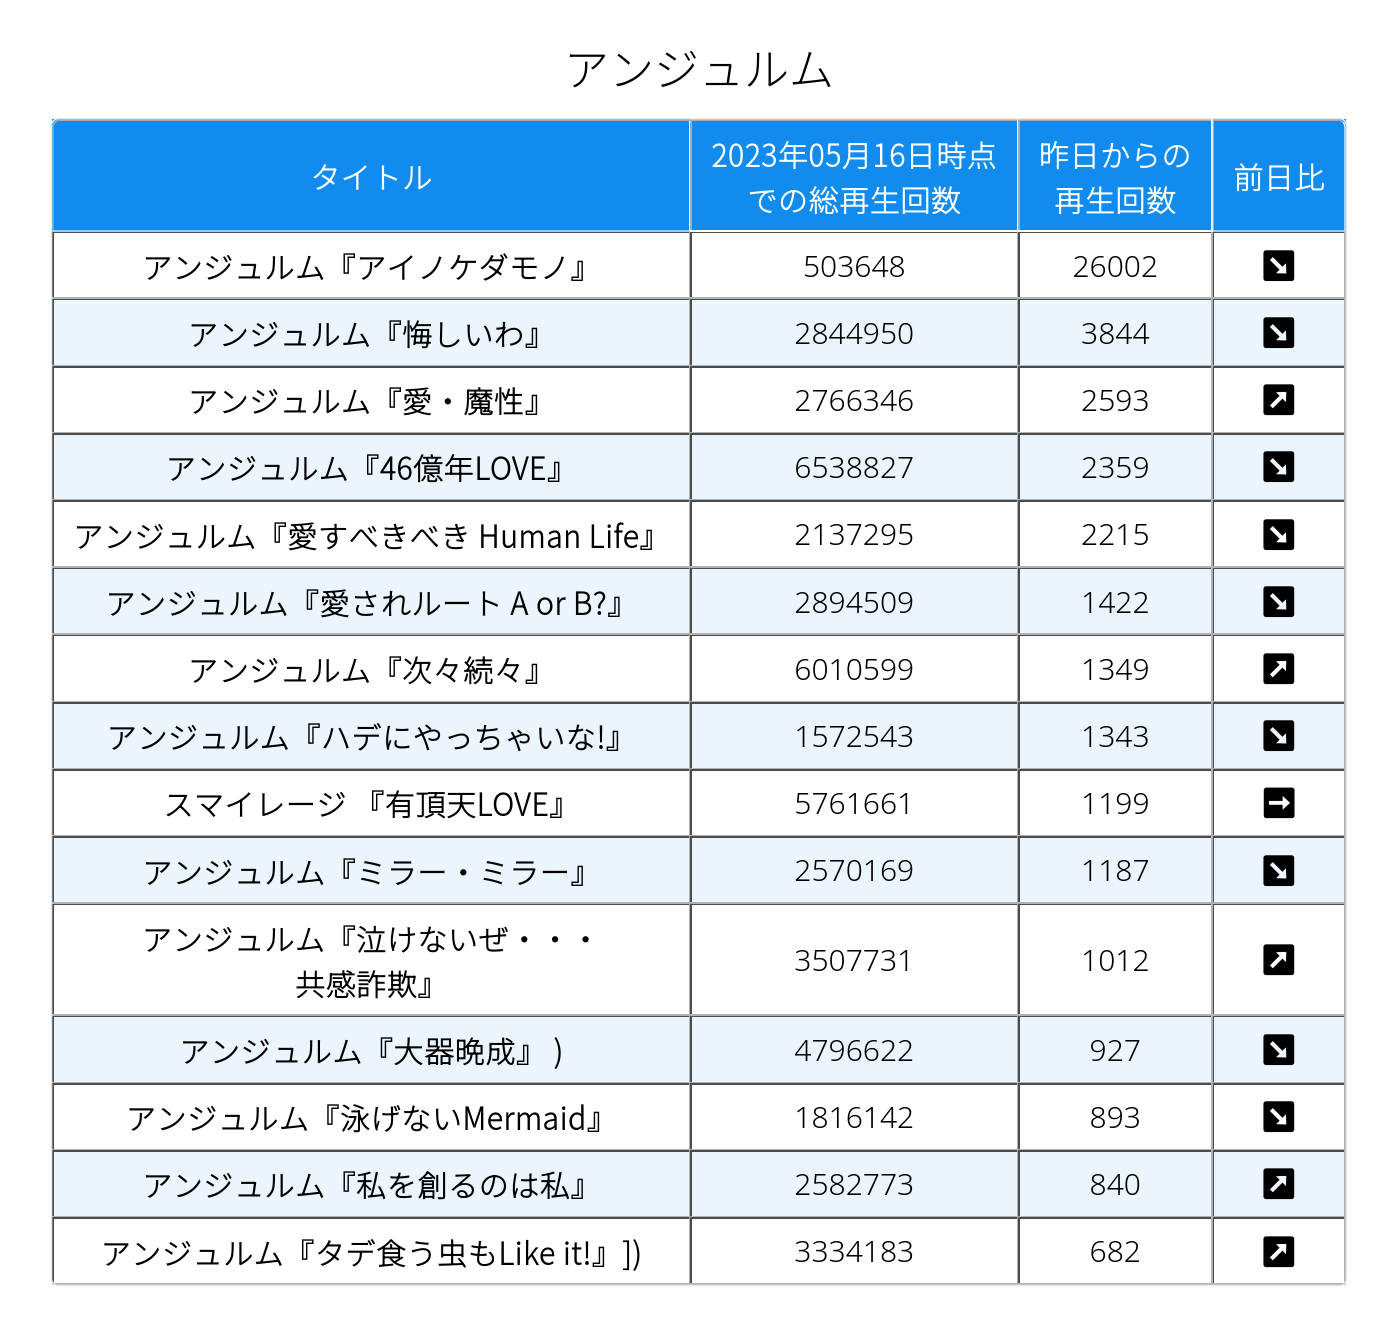 アンジュルム
タイトル
2023年05月16日時点
での総再生回数
昨日からの
再生回数
前日比
アンジュルム『アイノケダモノ』 503648 26002
アンジュルム『悔しいわ』 2844950 3844
アンジュルム『愛・魔性』 2766346 2593
アンジュルム『46億年LOVE』 6538827 2359
アンジュルム『愛すべきべき Human Life』 2137295 2215
アンジュルム『愛されルート A or B?』 2894509 1422
アンジュルム『次々続々』 6010599 1349
アンジュルム『ハデにやっちゃいな!』 1572543 1343
スマイレージ 『有頂天LOVE』 5761661 1199
アンジュルム『ミラー・ミラー』 2570169 1187
アンジュルム『泣けないぜ・・・
共感詐欺』 3507731 1012
アンジュルム『大器晩成』 ) 4796622 927
アンジュルム『泳げないMermaid』 1816142 893
アンジュルム『私を創るのは私』 2582773 840
アンジュルム『タデ食う虫もLike it!』]) 3334183 682